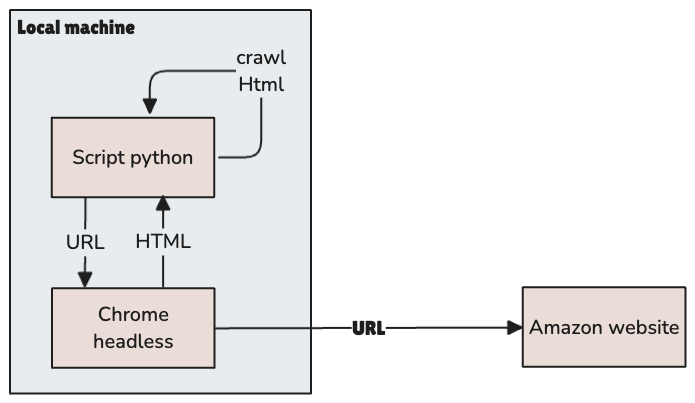 Local machine
crawl
Html
Script python
URL
HTML
Chrome
headless
URL
Amazon website